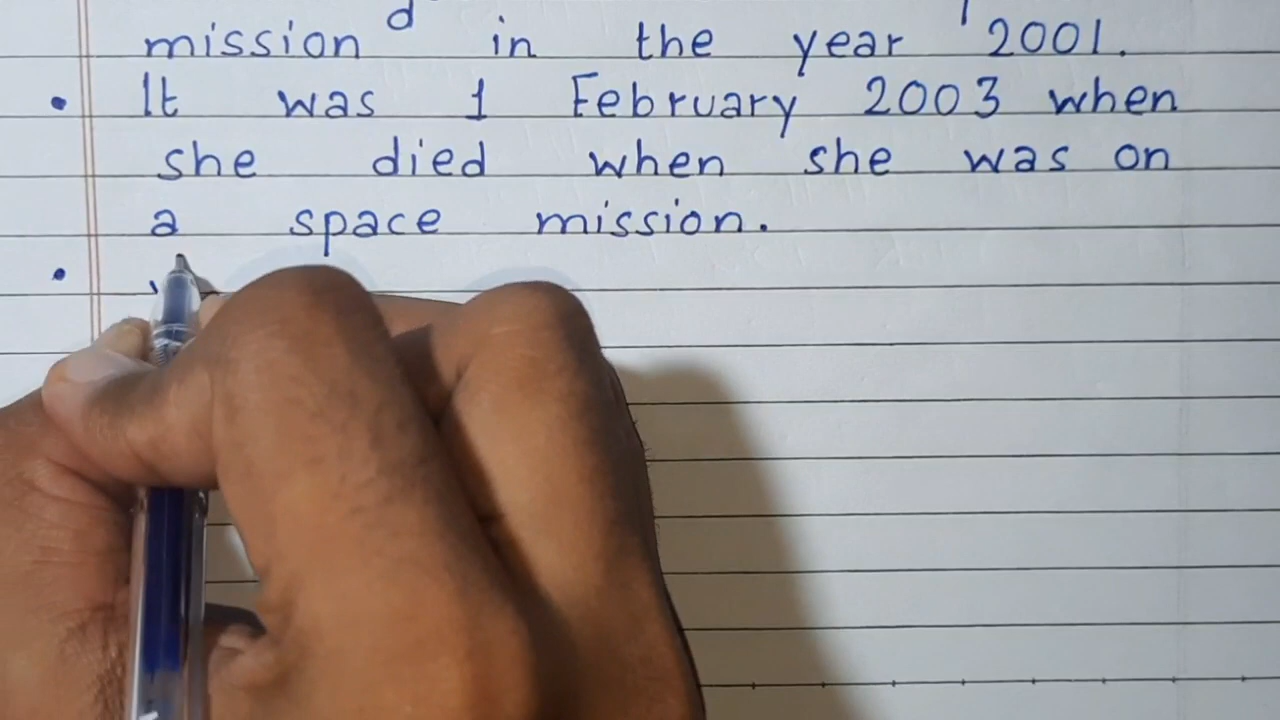 mission in the year 2001.
• It was 1 February 2003 when
she died when she was on
a space mission.
•